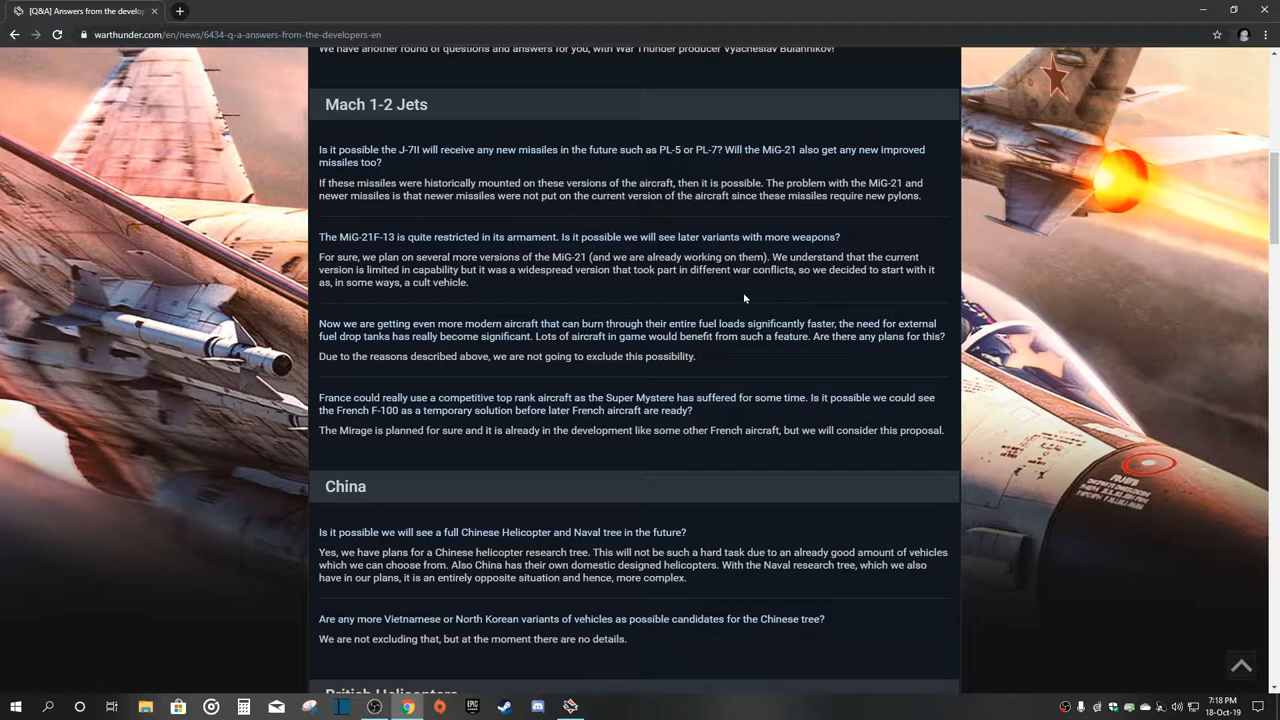 [Q&A] Answers from the develop
warthunder.com/en/news/6434-q-a-answers-from-the-developers-en
We have another round of questions and answers for you, with War Thunder producer Vyacheslav Bulannikov!
Mach 1-2 Jets
Is it possible the J-7II will receive any new missiles in the future such as PL-5 or PL-7? Will the MiG-21 also get any new improved
missiles too?
If these missiles were historically mounted on these versions of the aircraft, then it is possible. The problem with the MiG-21 and
newer missiles is that newer missiles were not put on the current version of the aircraft since these missiles require new pylons.
The MiG-21F-13 is quite restricted in its armament. Is it possible we will see later variants with more weapons?
For sure, we plan on several more versions of the MiG-21 (and we are already working on them). We understand that the current
version is limited in capability but it was a widespread version that took part in different war conflicts, so we decided to start with it
as, in some ways, a cult vehicle.
Now we are getting even more modern aircraft that can burn through their entire fuel loads significantly faster, the need for external
fuel drop tanks has really become significant. Lots of aircraft in game would benefit from such a feature. Are there any plans for this?
Due to the reasons described above, we are not going to exclude this possibility.
France could really use a competitive top rank aircraft as the Super Mystere has suffered for some time. Is it possible we could see
the French F-100 as a temporary solution before later French aircraft are ready?
The Mirage is planned for sure and it is already in the development like some other French aircraft, but we will consider this proposal.
China
Is it possible we will see a full Chinese Helicopter and Naval tree in the future?
Yes, we have plans for a Chinese helicopter research tree. This will not be such a hard task due to an already good amount of vehicles
which we can choose from. Also China has their own domestic designed helicopters. With the Naval research tree, which we also
have in our plans, it is an entirely opposite situation and hence, more complex.
Are any more Vietnamese or North Korean variants of vehicles as possible candidates for the Chinese tree?
We are not excluding that, but at the moment there are no details.
British Helicopters
EPIC
GAMES
7:18 PM
18-Oct-19